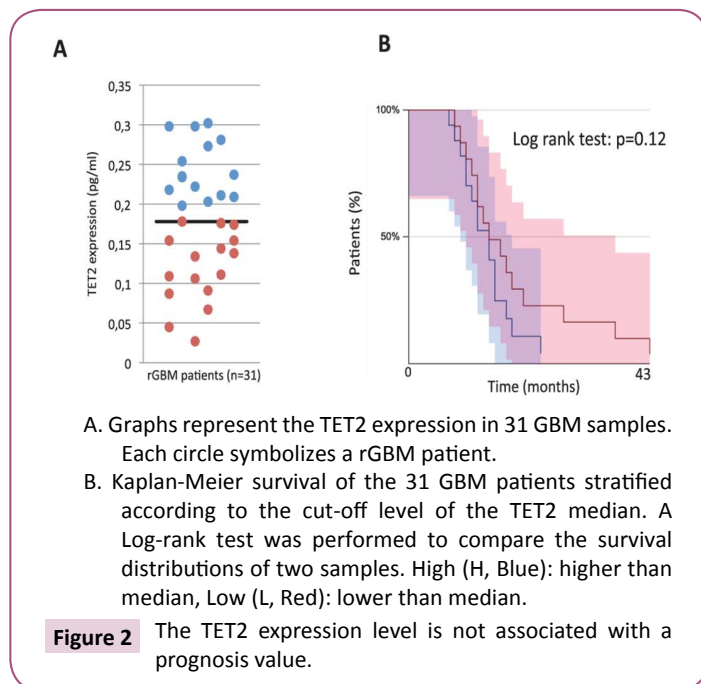 A
0,35
0,3
0,25
0,2
0,15
0,1
0,05
0
TET2 expression (pg/ml)
rGBM patients (n=31)
B
100%
Log rank test: p=0.12
50%
Patients (%)
0
43
Time (months)
A. Graphs represent the TET2 expression in 31 GBM samples.
Each circle symbolizes a rGBM patient.
B. Kaplan-Meier survival of the 31 GBM patients stratified
according to the cut-off level of the TET2 median. A
Log-rank test was performed to compare the survival
distributions of two samples. High (H, Blue): higher than
median, Low (L, Red): lower than median.
Figure 2 The TET2 expression level is not associated with a
prognosis value.